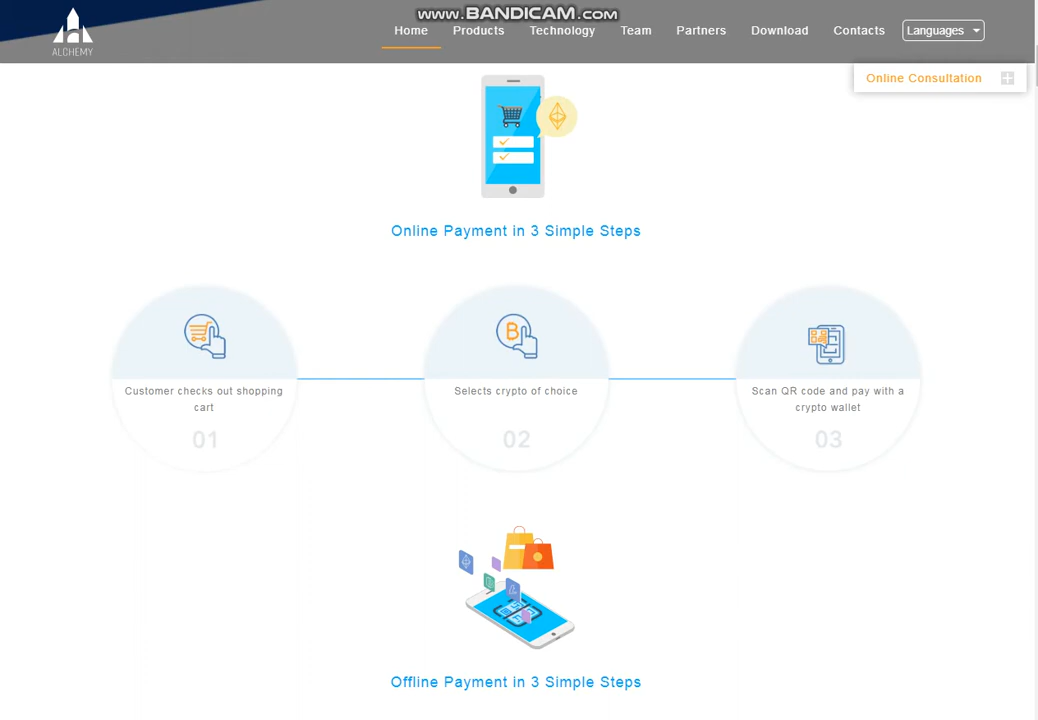 www.BANDICAM.com
ALCHEMY
Home Products Technology Team Partners Download Contacts Languages
Online Consultation
Online Payment in 3 Simple Steps
Customer checks out shopping cart
01
Selects crypto of choice
02
Scan QR code and pay with a crypto wallet
03
Offline Payment in 3 Simple Steps